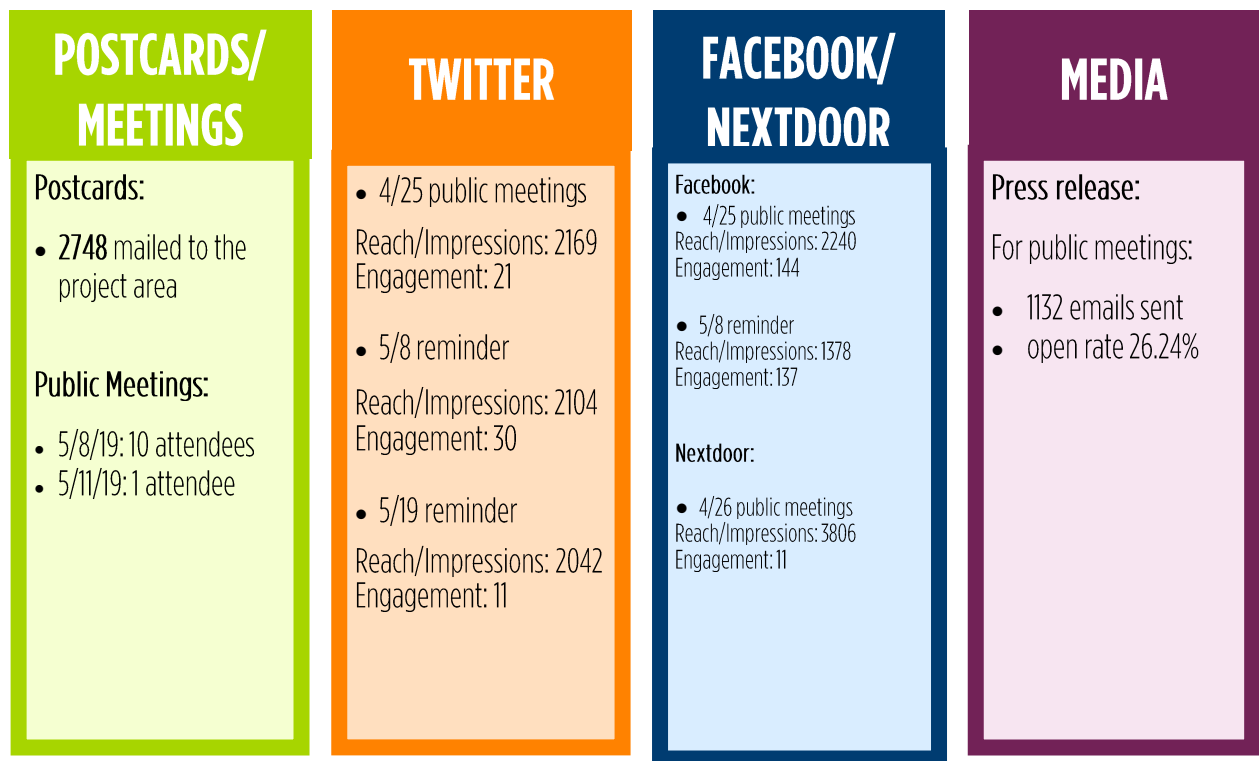 POSTCARDS/
MEETINGS
Postcards:
• 2748 mailed to the
project area
Public Meetings:
• 5/8/19: 10 attendees
• 5/11/19: 1 attendee
TWITTER
• 4/25 public meetings
Reach/Impressions: 2169
Engagement: 21
• 5/8 reminder
Reach/Impressions: 2104
Engagement: 30
• 5/19 reminder
Reach/Impressions: 2042
Engagement: 11
FACEBOOK/
NEXTDOOR
Facebook:
• 4/25 public meetings
Reach/Impressions: 2240
Engagement: 144
• 5/8 reminder
Reach/Impressions: 1378
Engagement: 137
Nextdoor:
• 4/26 public meetings
Reach/Impressions: 3806
Engagement: 11
MEDIA
Press release:
For public meetings:
• 1132 emails sent
• open rate 26.24%